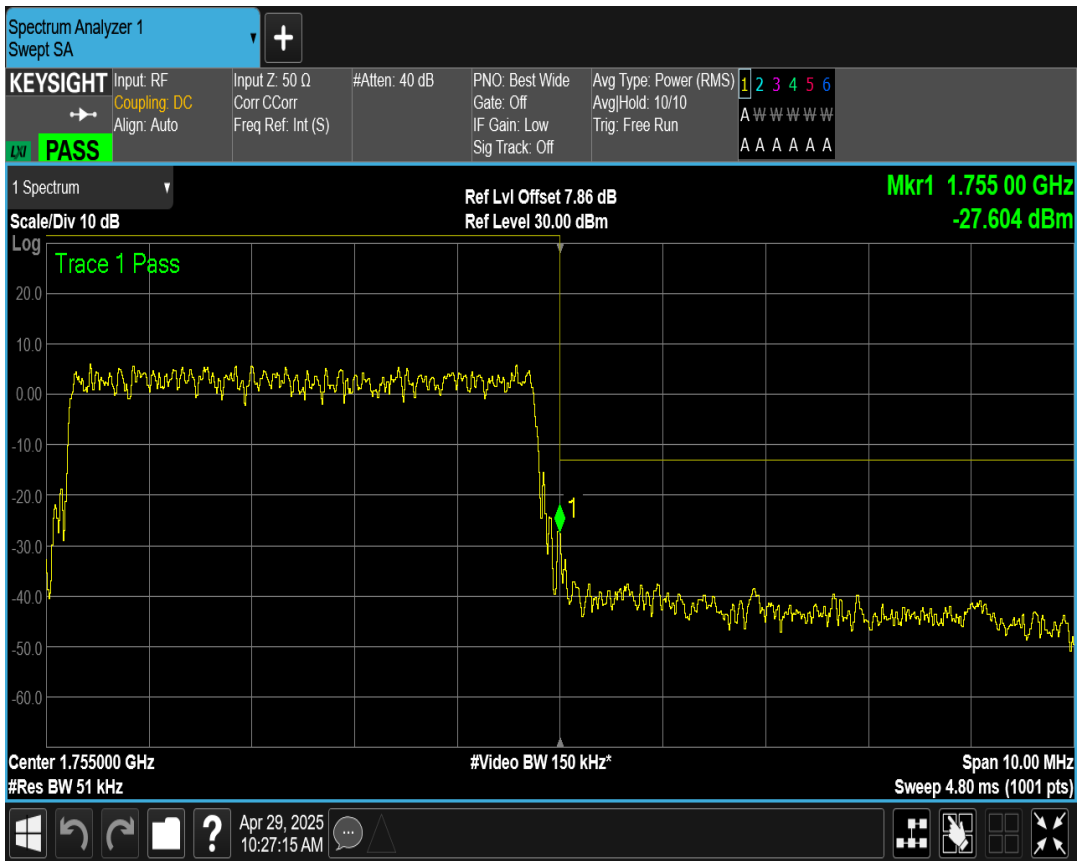 Spectrum Analyzer 1
Swept SA
+
KEYSIGHT
LXI PASS
Input: RF
Coupling: DC
Align: Auto
Input Z: 50 Ω
Corr CCorr
Freq Ref: Int (S)
#Atten: 40 dB
PNO: Best Wide
Gate: Off
IF Gain: Low
Sig Track: Off
Avg Type: Power (RMS)
Avg|Hold: 10/10
Trig: Free Run
1 2 3 4 5 6
A W W W W W
A A A A A A
1 Spectrum
Scale/Div 10 dB
Ref Lvl Offset 7.86 dB
Ref Level 30.00 dBm
Mkr1 1.755 00 GHz
-27.604 dBm
Log
Trace 1 Pass
20.0
10.0
0.00
-10.0
-20.0
1
-30.0
-40.0
-50.0
-60.0
Center 1.755000 GHz
#Res BW 51 kHz
#Video BW 150 kHz*
Span 10.00 MHz
Sweep 4.80 ms (1001 pts)
?
Apr 29, 2025
10:27:15 AM